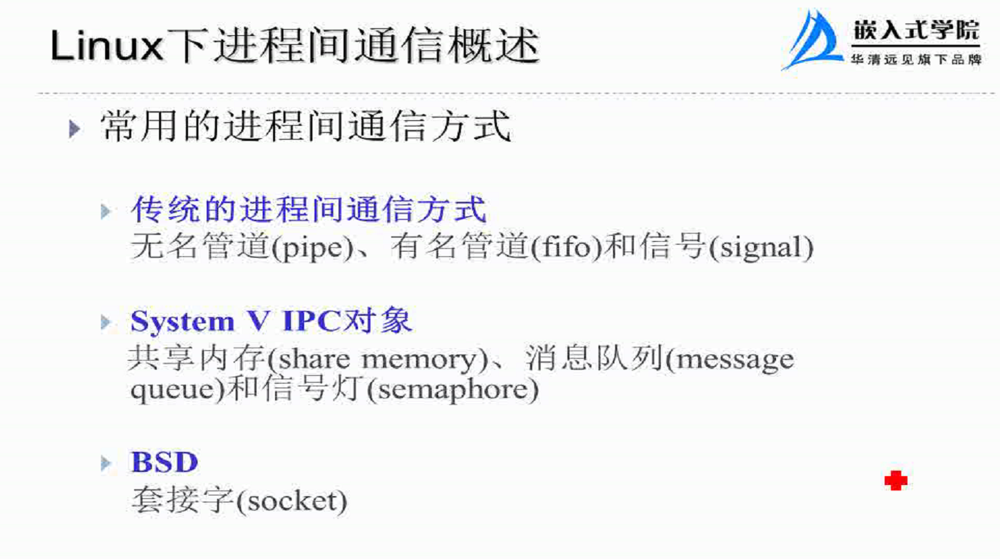 Linux下进程间通信概述
嵌入式学院
华清远见旗下品牌
常用的进程间通信方式
传统的进程间通信方式
无名管道(pipe)、有名管道(fifo)和信号(signal)
System V IPC对象
共享内存(share memory)、消息队列(message
queue)和信号灯(semaphore)
BSD
套接字(socket)